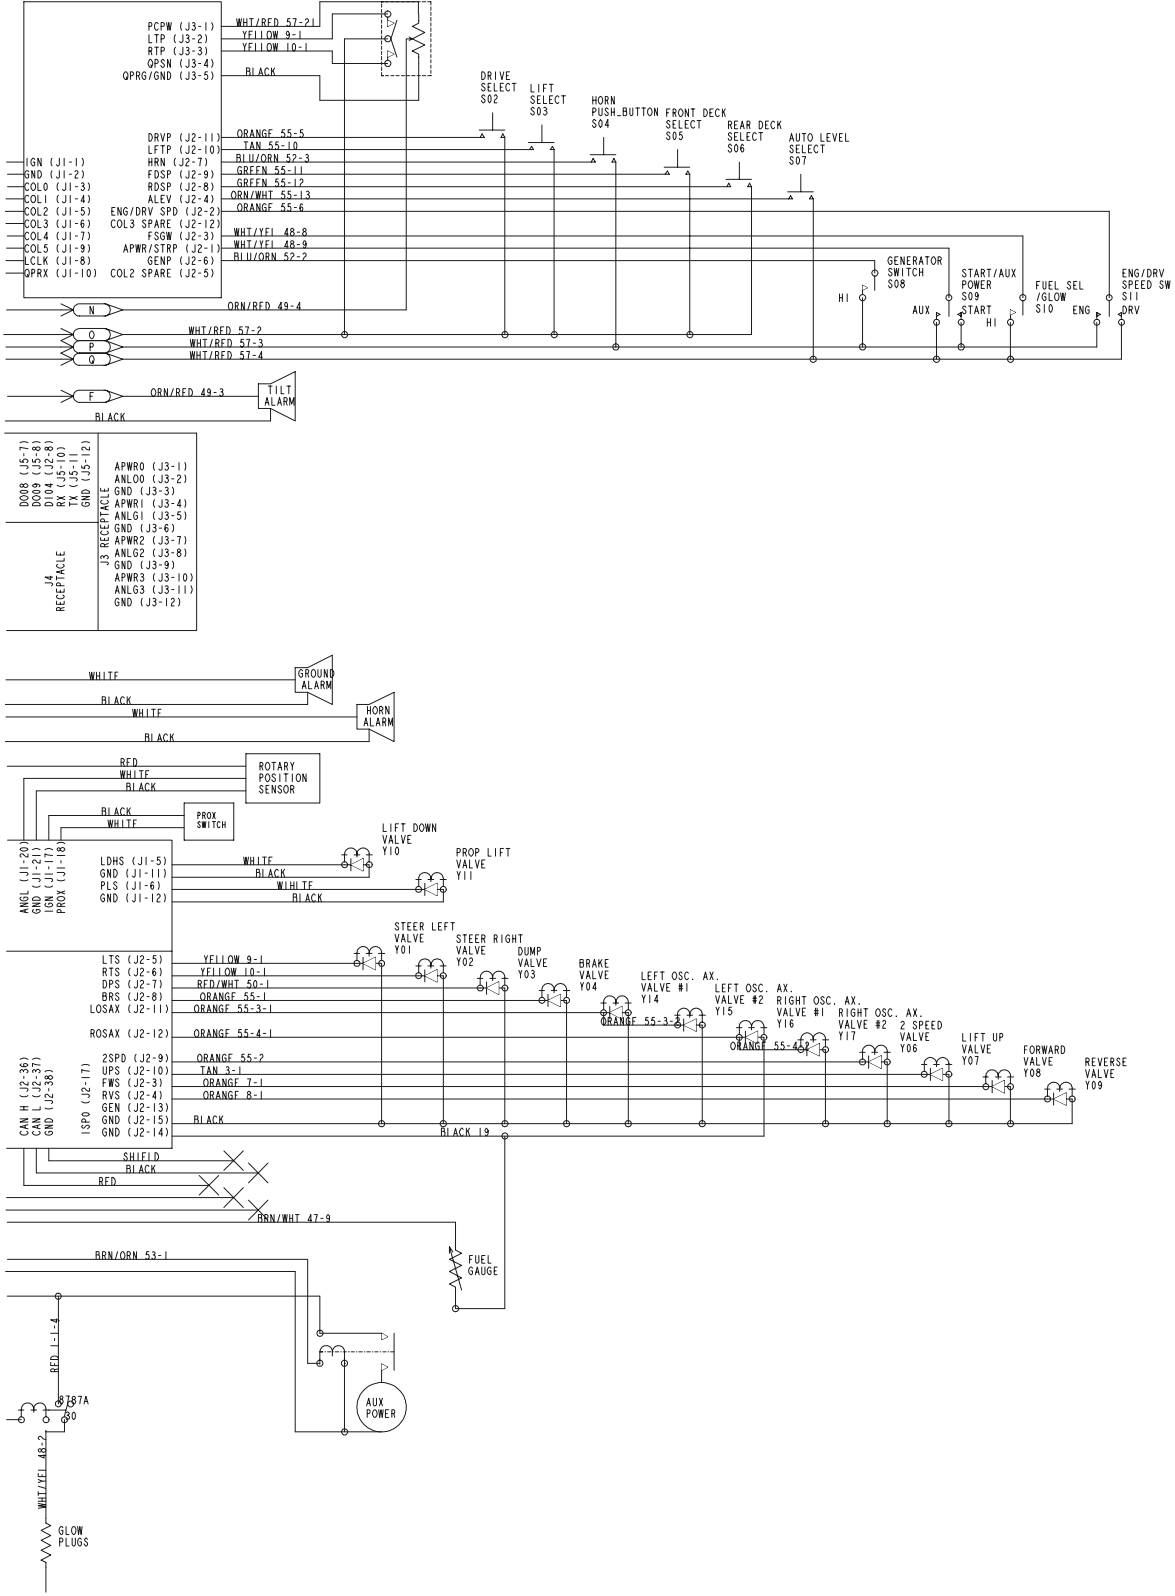 PCPW (J3-1)
LTP (J3-2)
RTP (J3-3)
QPSN (J3-4)
QPRG/GND (J3-5)
WHT/RED 57-21
YELLOW 9-1
YELLOW 10-1
BLACK
DRIVE
SELECT
S02
LIFT
SELECT
S03
HORN
PUSH_BUTTON
S04
FRONT DECK
SELECT
S05
REAR DECK
SELECT
S06
AUTO LEVEL
SELECT
S07
DRVP (J2-11)
LFTP (J2-10)
HRN (J2-7)
FDSP (J2-9)
RDSP (J2-8)
ALEV (J2-4)
ENG/DRV SPD (J2-2)
COL3 SPARE (J2-12)
FSGW (J2-3)
APWR/STRP (J2-1)
GENP (J2-6)
COL2 SPARE (J2-5)
ORANGE 55-5
TAN 55-10
BLU/ORN 52-3
GREEN 55-11
GREEN 55-12
ORN/WHT 55-13
ORANGE 55-6
WHT/YEL 48-8
WHT/YEL 48-9
BLU/ORN 52-2
IGN (J1-1)
GND (J1-2)
COL0 (J1-3)
COL1 (J1-4)
COL2 (J1-5)
COL3 (J1-6)
COL4 (J1-7)
COL5 (J1-9)
LCLK (J1-8)
QPRX (J1-10)
GENERATOR
SWITCH
S08
HI
START/AUX
POWER
S09
AUX
START
FUEL SEL
/GLOW
S10
HI
ENG/DRV
SPEED SW
S11
ENG
DRV
N
ORN/RED 49-4
O
WHT/RED 57-2
P
WHT/RED 57-3
Q
WHT/RED 57-4
F
ORN/RED 49-3
TILT
ALARM
BLACK
DO08 (J5-7)
DO09 (J5-8)
DI04 (J2-8)
RX (J5-10)
TX (J5-11
GND (J5-12)
J3 RECEPTACLE
APWR0 (J3-1)
ANLO0 (J3-2)
GND (J3-3)
APWR1 (J3-4)
ANLG1 (J3-5)
GND (J3-6)
APWR2 (J3-7)
ANLG2 (J3-8)
GND (J3-9)
APWR3 (J3-10)
ANLG3 (J3-11)
GND (J3-12)
J4
RECEPTACLE
WHITE
GROUND
ALARM
BLACK
WHITE
HORN
ALARM
BLACK
RED
WHITE
BLACK
ROTARY
POSITION
SENSOR
BLACK
WHITE
PROX
SWITCH
ANGL (J1-20)
GND (J1-21)
IGN (J1-17)
PROX (J1-18)
LDHS (J1-5)
GND (J1-11)
PLS (J1-6)
GND (J1-12)
WHITE
BLACK
WIHITE
BLACK
LIFT DOWN
VALVE
Y10
PROP LIFT
VALVE
Y11
STEER LEFT
VALVE
Y01
STEER RIGHT
VALVE
Y02
DUMP
VALVE
Y03
BRAKE
VALVE
Y04
LEFT OSC. AX.
VALVE #1
Y14
LEFT OSC. AX.
VALVE #2
Y15
RIGHT OSC. AX.
VALVE #1
Y16
RIGHT OSC. AX.
VALVE #2
Y17
2 SPEED
VALVE
Y06
LIFT UP
VALVE
Y07
FORWARD
VALVE
Y08
REVERSE
VALVE
Y09
LTS (J2-5)
RTS (J2-6)
DPS (J2-7)
BRS (J2-8)
LOSAX (J2-11)
ROSAX (J2-12)
2SPD (J2-9)
UPS (J2-10)
FWS (J2-3)
RVS (J2-4)
GEN (J2-13)
GND (J2-15)
GND (J2-14)
YELLOW 9-1
YELLOW 10-1
RED/WHT 50-1
ORANGE 55-1
ORANGE 55-3-1
ORANGE 55-3-2
ORANGE 55-4-1
ORANGE 55-4-2
ORANGE 55-2
TAN 3-1
ORANGE 7-1
ORANGE 8-1
BLACK
BLACK 19
CAN H (J2-36)
CAN L (J2-37)
GND (J2-38)
ISPO (J2-17)
SHIELD
BLACK
RED
BRN/WHT 47-9
BRN/ORN 53-1
FUEL
GAUGE
RED 1-1-4
8787A
30
AUX
POWER
WHT/YEL 48-2
GLOW
PLUGS